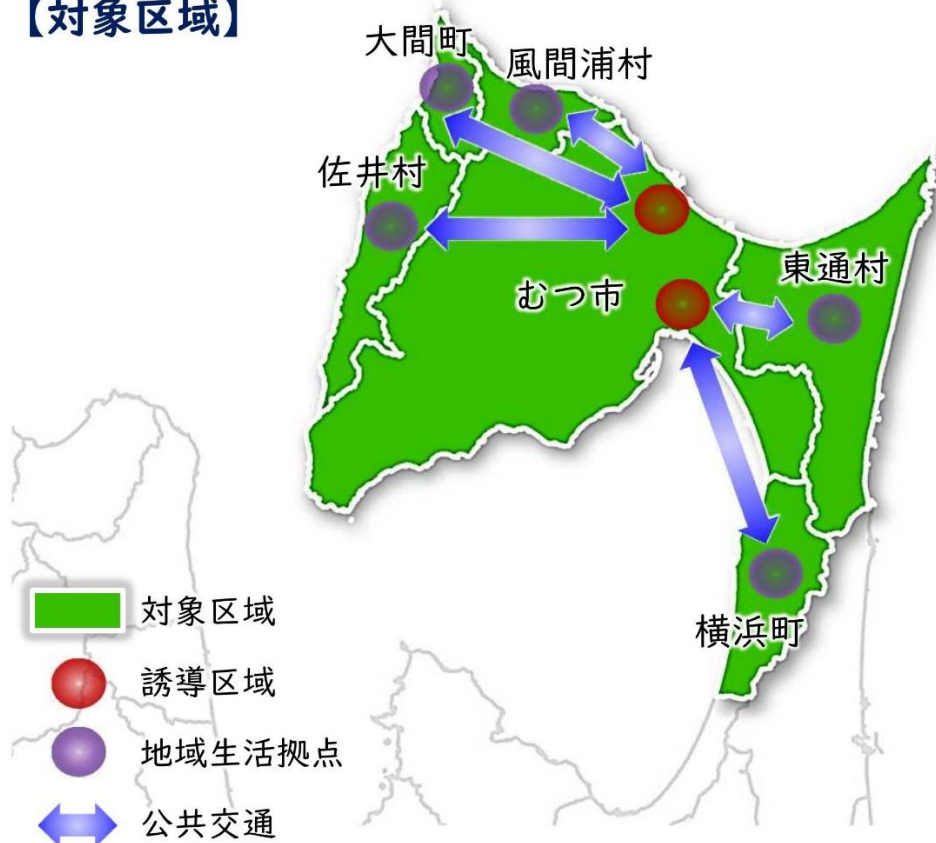 【対象区域】
大間町
風間浦村
佐井村
東通村
むつ市
横浜町
対象区域
誘導区域
地域生活拠点
公共交通